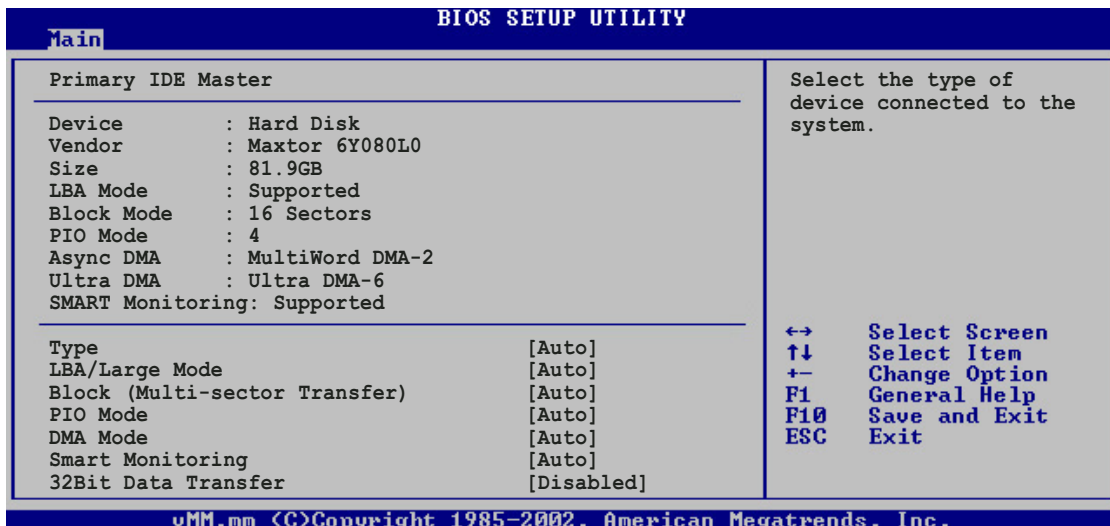 BIOS SETUP UTILITY
Main
Primary IDE Master
Device : Hard Disk
Vendor : Maxtor 6Y080L0
Size : 81.9GB
LBA Mode : Supported
Block Mode : 16 Sectors
PIO Mode : 4
Async DMA : MultiWord DMA-2
Ultra DMA : Ultra DMA-6
SMART Monitoring: Supported
Type [Auto]
LBA/Large Mode [Auto]
Block (Multi-sector Transfer) [Auto]
PIO Mode [Auto]
DMA Mode [Auto]
Smart Monitoring [Auto]
32Bit Data Transfer [Disabled]
Select the type of
device connected to the
system.
←→ Select Screen
↑↓ Select Item
+- Change Option
F1 General Help
F10 Save and Exit
ESC Exit
vMM.mm (C)Copyright 1985-2002, American Megatrends, Inc.